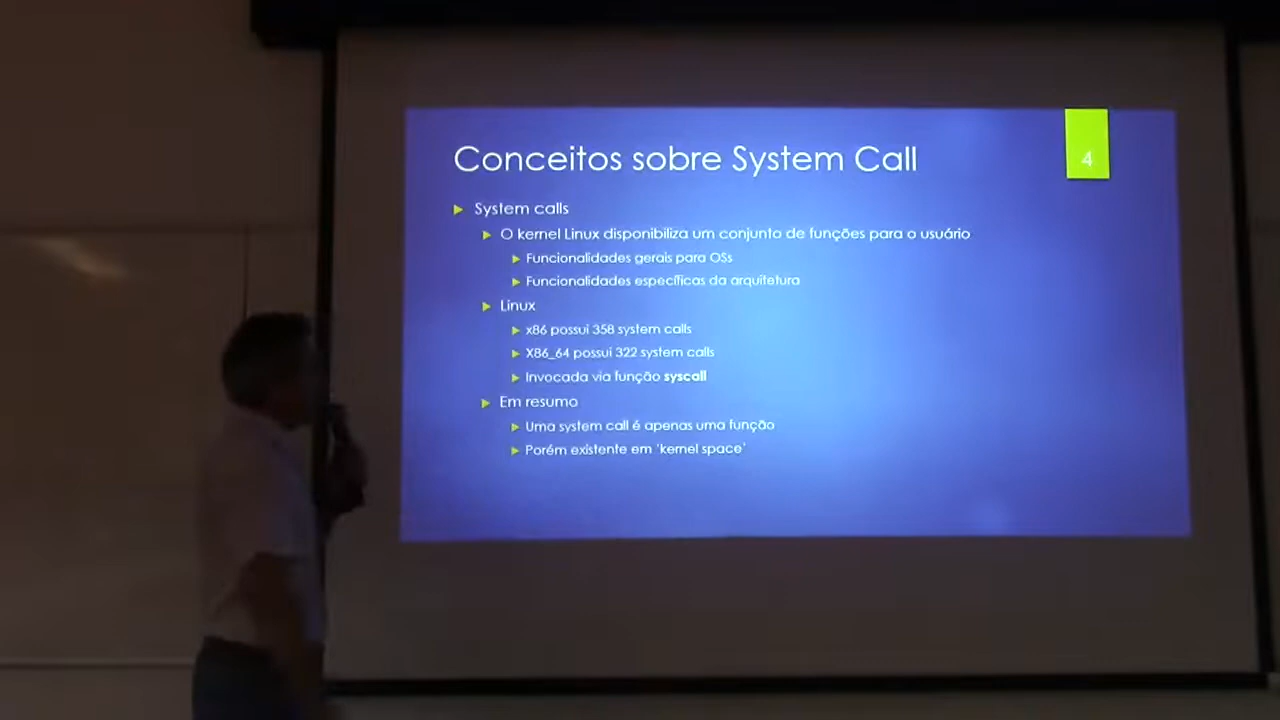 Conceitos sobre System Call
4
System calls
O kernel Linux disponibiliza um conjunto de funções para o usuário
Funcionalidades gerais para OSs
Funcionalidades específicas da arquitetura
Linux
x86 possui 358 system calls
X86_64 possui 322 system calls
Invocada via função syscall
Em resumo
Uma system call é apenas uma função
Porém existente em 'kernel space'